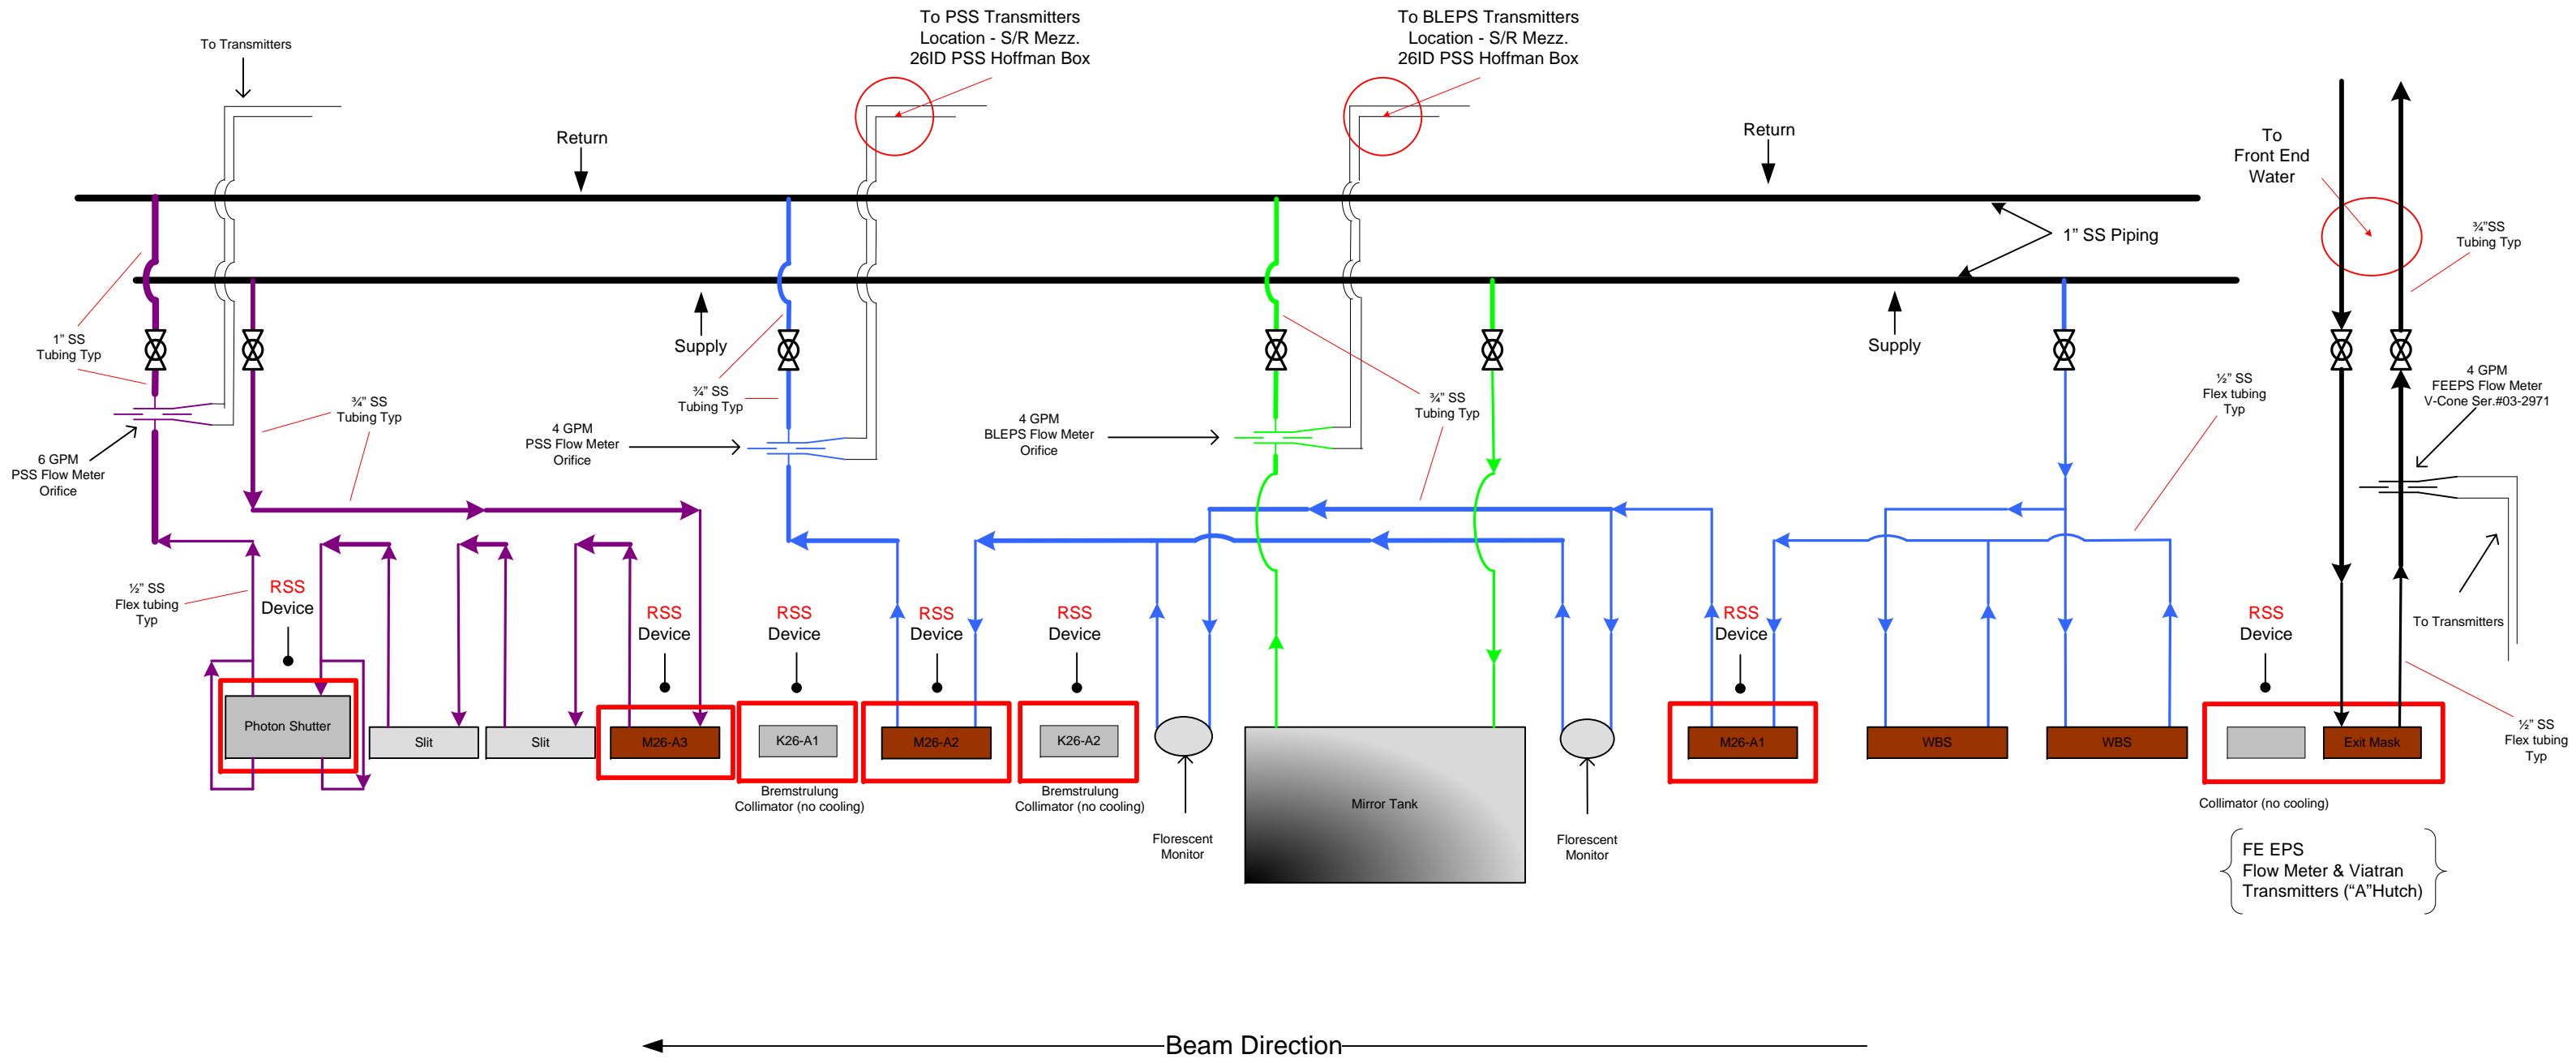 To PSS Transmitters
Location - S/R Mezz.
26ID PSS Hoffman Box
To BLEPS Transmitters
Location - S/R Mezz.
26ID PSS Hoffman Box
To Transmitters
Return
Return
To
Front End
Water
1” SS Piping
¾”SS
Tubing Typ
1” SS
Tubing Typ
Supply
Supply
¾” SS
Tubing Typ
¾” SS
Tubing Typ
¾” SS
Tubing Typ
½” SS
Flex tubing
Typ
4 GPM
FEEPS Flow Meter
V-Cone Ser.#03-2971
6 GPM
PSS Flow Meter
Orifice
4 GPM
PSS Flow Meter
Orifice
4 GPM
BLEPS Flow Meter
Orifice
½” SS
Flex tubing
Typ
RSS
Device
RSS
Device
RSS
Device
RSS
Device
RSS
Device
RSS
Device
RSS
Device
To Transmitters
Photon Shutter
Slit
Slit
M26-A3
K26-A1
M26-A2
K26-A2
M26-A1
WBS
WBS
Exit Mask
½” SS
Flex tubing
Typ
Bremstrulung
Collimator (no cooling)
Bremstrulung
Collimator (no cooling)
Mirror Tank
Collimator (no cooling)
Florescent
Monitor
Florescent
Monitor
FE EPS
Flow Meter & Viatran
Transmitters (“A”Hutch)
Beam Direction